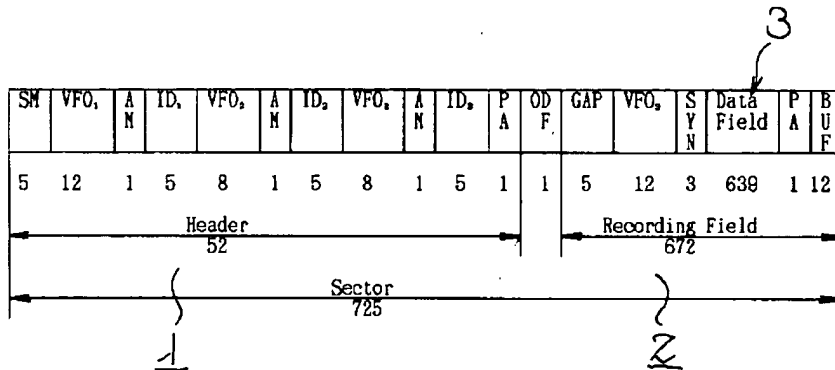 3
SM VFO₁ AM ID₁ VFO₂ AM ID₂ VFO₂ AM ID₃ PA ODF GAP VFO₃ SYN Data Field PA BUF
5 12 1 5 8 1 5 8 1 5 1 1 5 12 3 639 1 12
Header Recording Field
52 672
Sector
725
1 2